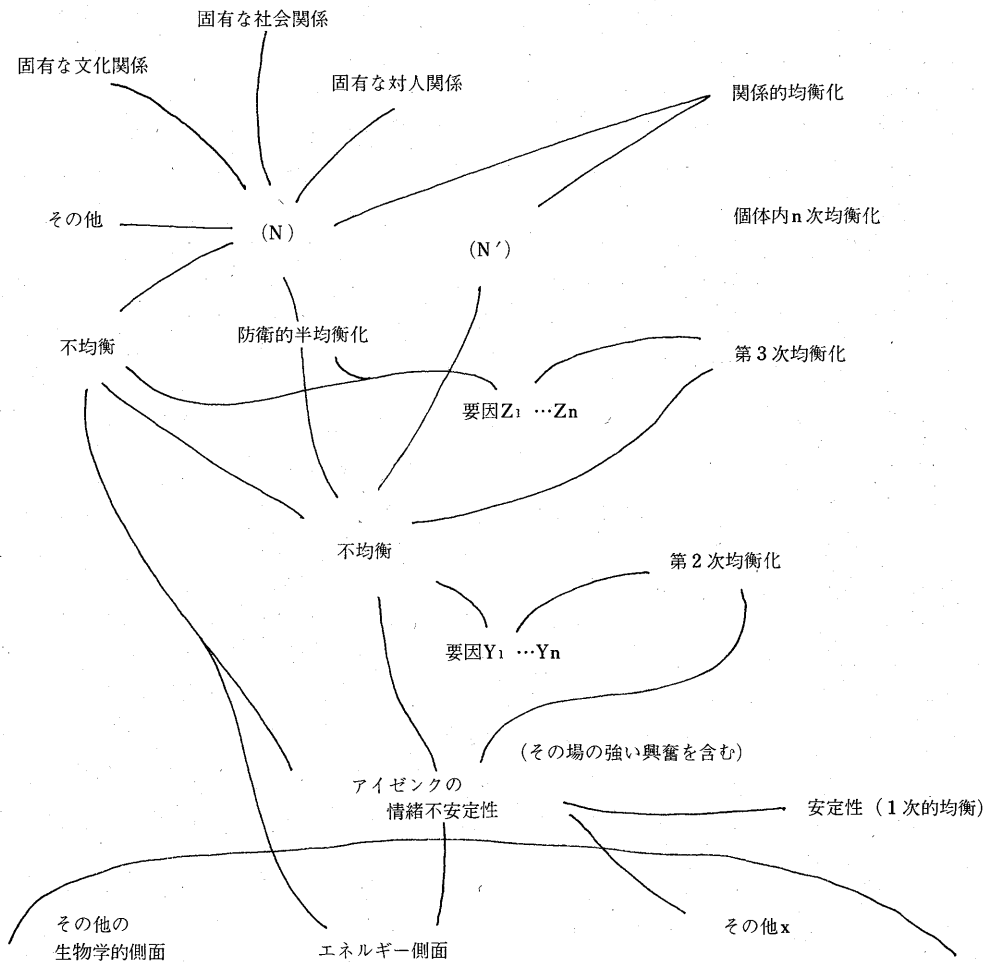 固有な社会関係
固有な文化関係
固有な対人関係
関係的均衡化
その他
(N)
個体内n次均衡化
(N′)
不均衡
防衛的半均衡化
第3次均衡化
要因Z₁ …Zn
不均衡
第2次均衡化
要因Y₁ …Yn
(その場の強い興奮を含む)
アイゼンクの
情緒不安定性
安定性(1次的均衡)
その他の
生物学的側面
エネルギー側面
その他x